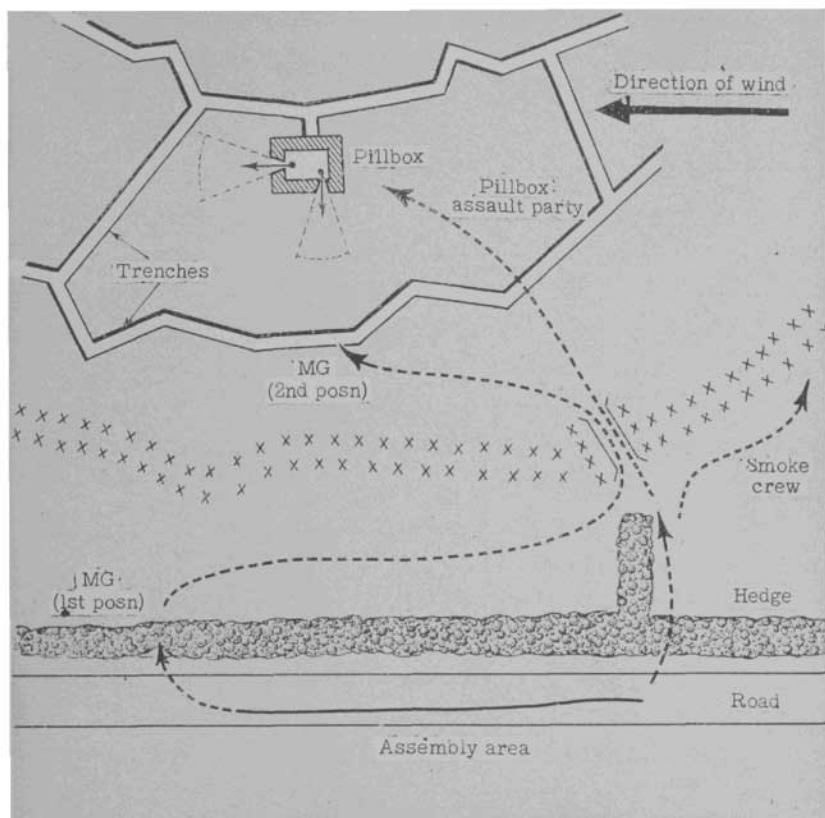 Direction of wind
Pillbox
Pillbox
assault party
Trenches
MG
(2nd posn)
Smoke
crew
MG
(1st posn)
Hedge
Road
Assembly area